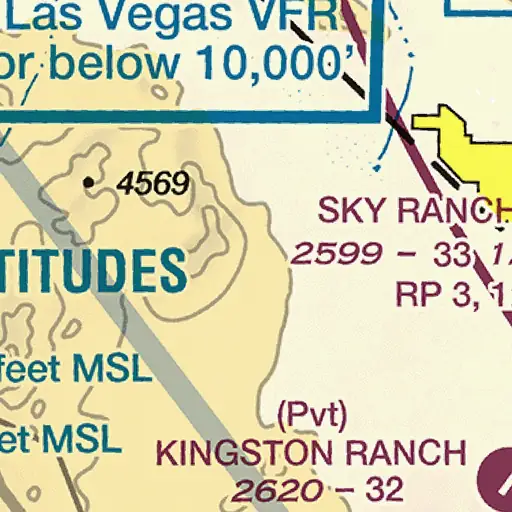 Las Vegas VFR
or below 10,000'
4569
SKY RANCH
2599 - 33
RP 3,
TITUDES
feet MSL
et MSL
(Pvt)
KINGSTON RANCH
2620 - 32